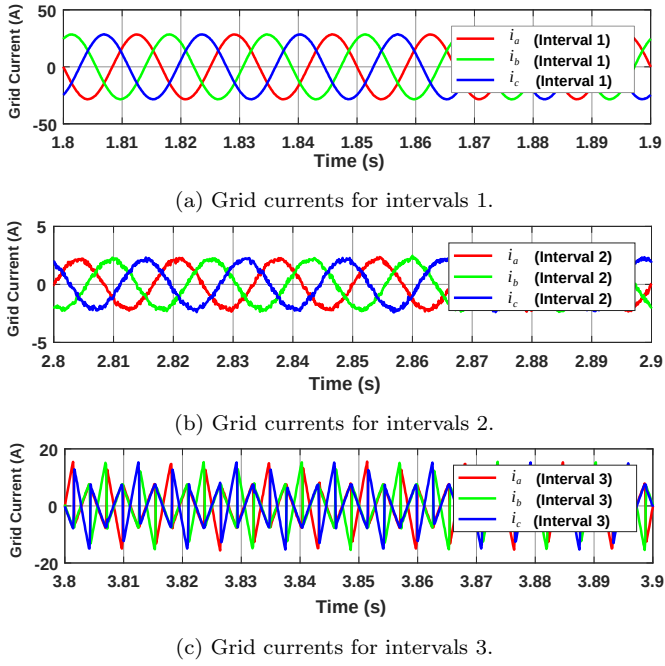 50
0
-50
Grid Current (A)
i_a (Interval 1)
i_b (Interval 1)
i_c (Interval 1)
1.8 1.81 1.82 1.83 1.84 1.85 1.86 1.87 1.88 1.89 1.9
Time (s)
(a) Grid currents for intervals 1.
5
0
-5
Grid Current (A)
i_a (Interval 2)
i_b (Interval 2)
i_c (Interval 2)
2.8 2.81 2.82 2.83 2.84 2.85 2.86 2.87 2.88 2.89 2.9
Time (s)
(b) Grid currents for intervals 2.
20
0
-20
Grid Current (A)
i_a (Interval 3)
i_b (Interval 3)
i_c (Interval 3)
3.8 3.81 3.82 3.83 3.84 3.85 3.86 3.87 3.88 3.89 3.9
Time (s)
(c) Grid currents for intervals 3.